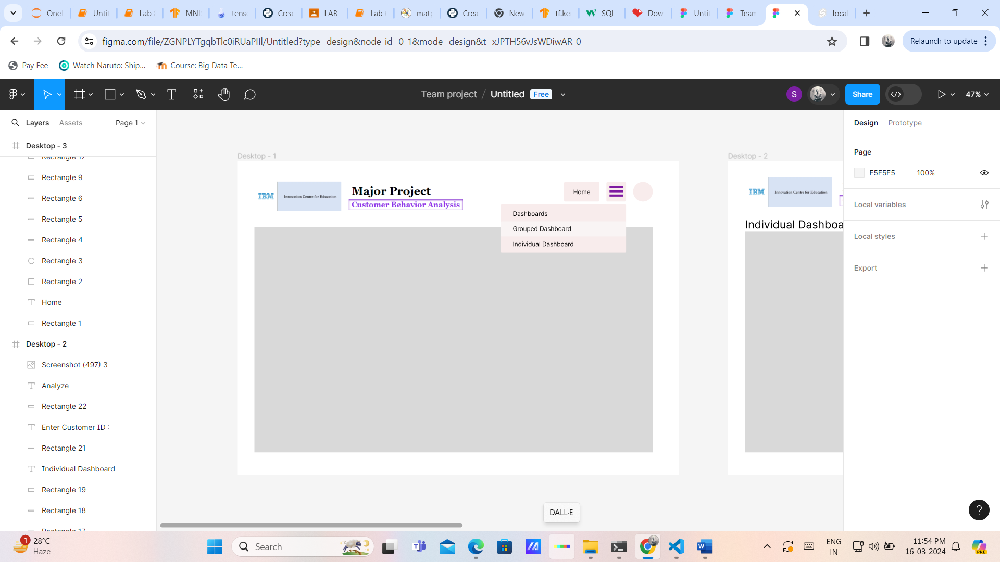 One!
Untit
Lab 8
MNI
tens
Crea
LAB
Lab
matp
Crea
New
tf.ke
SQL
Dow
Untit
Team
local
figma.com/file/ZGNPLYTgqbTlc0iRUaPIIl/Untitled?type=design&node-id=0-1&mode=design&t=xJPTH56vJsWDiwAR-0
Relaunch to update
Pay Fee
Watch Naruto: Ship...
Course: Big Data Te...
Team project / Untitled Free
S
Share
47%
Layers Assets Page 1
Desktop - 3
Rectangle 12
Rectangle 9
Rectangle 6
Rectangle 5
Rectangle 4
Rectangle 3
Rectangle 2
Home
Rectangle 1
Desktop - 2
Screenshot (497) 3
Analyze
Rectangle 22
Enter Customer ID :
Rectangle 21
Individual Dashboard
Rectangle 19
Rectangle 18
Rectangle 17
Desktop - 1
IBM Innovation Centre for Education
Major Project
Customer Behavior Analysis
Home
Dashboards
Grouped Dashboard
Individual Dashboard
Desktop - 2
IBM Innovation Centre for Education
Individual Dashboa
Design Prototype
Page
F5F5F5 100%
Local variables
Local styles
Export
?
DALL·E
1
28°C
Haze
Search
ENG
IN
11:54 PM
16-03-2024
PRE